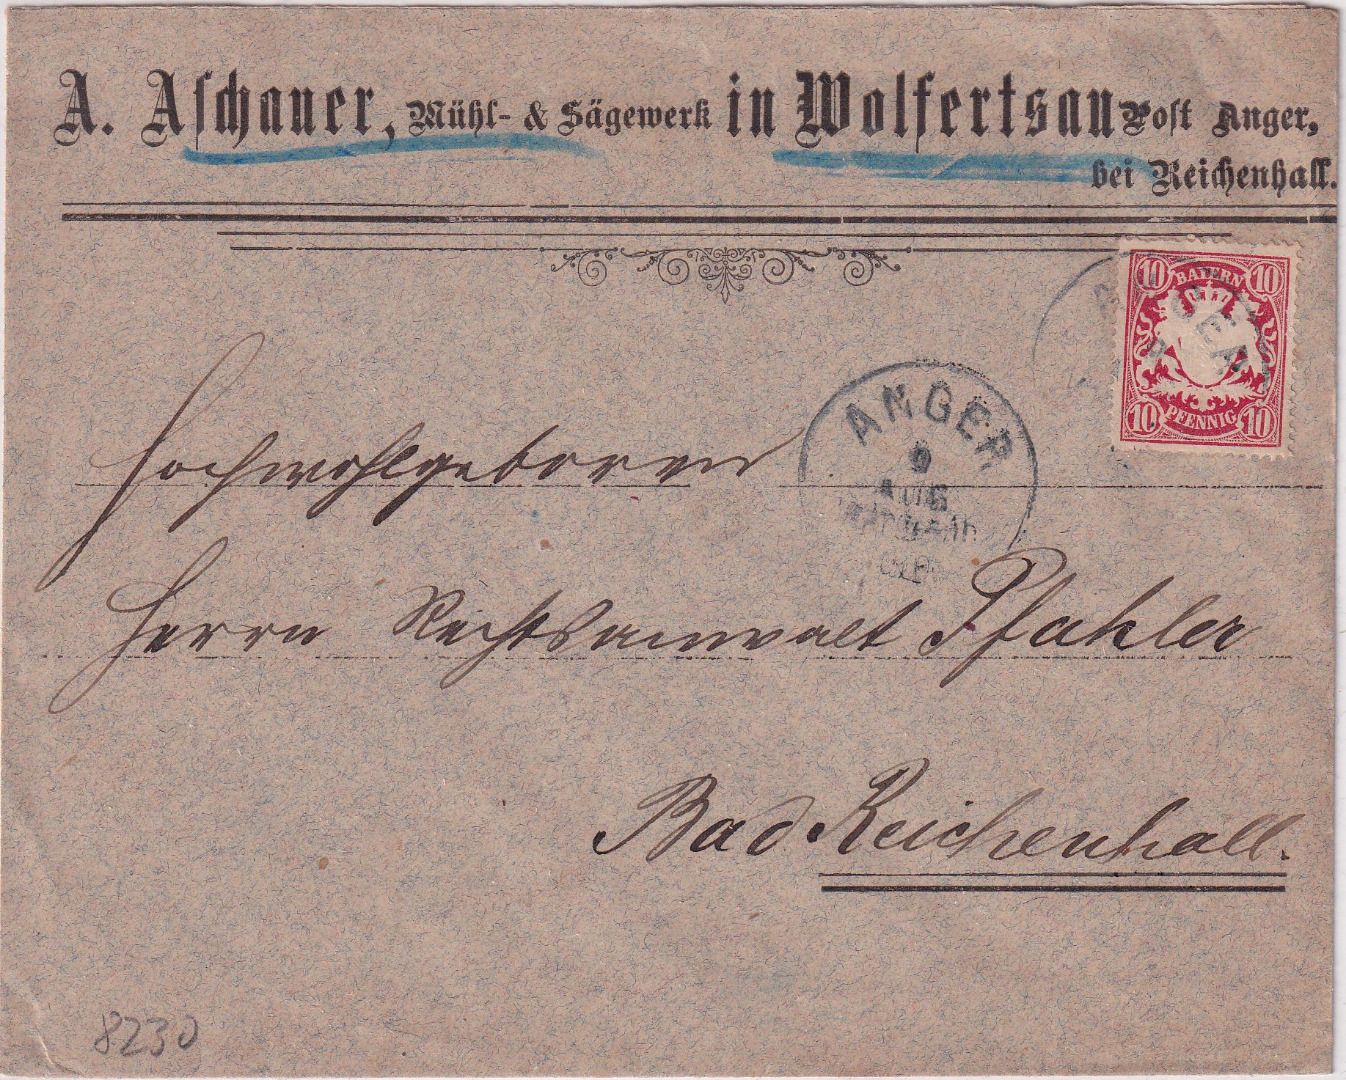 A. Aſchauer, Mühl- & Sägewerk in Wolfertsau Poſt Anger,
bei Reichenhall.
10 BAYERN 10
10 PFENNIG 10
ANGER
ANGER
9
AUG
Hochwohlgeboren
Herrn Rechtsanwalt Pfahler
Bad Reichenhall.
8230